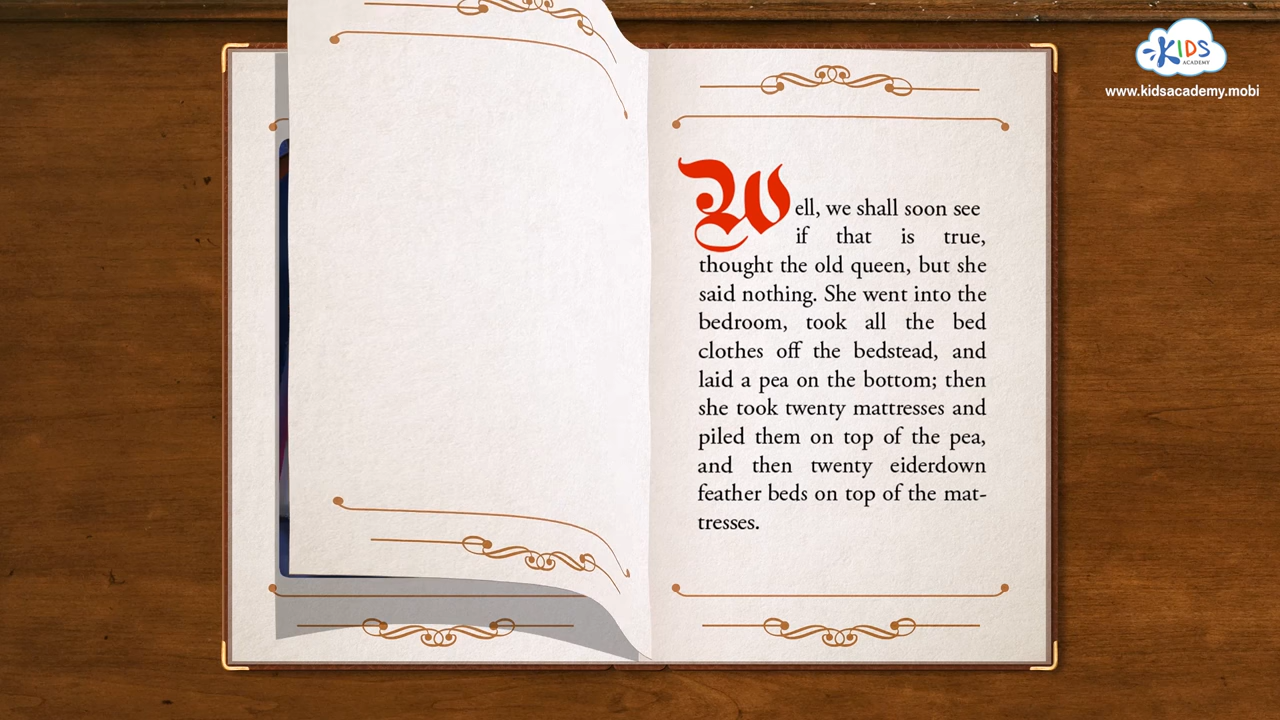 KIDS
ACADEMY
www.kidsacademy.mobi
Well, we shall soon see
if that is true,
thought the old queen, but she
said nothing. She went into the
bedroom, took all the bed
clothes off the bedstead, and
laid a pea on the bottom; then
she took twenty mattresses and
piled them on top of the pea,
and then twenty eiderdown
feather beds on top of the mat-
tresses.